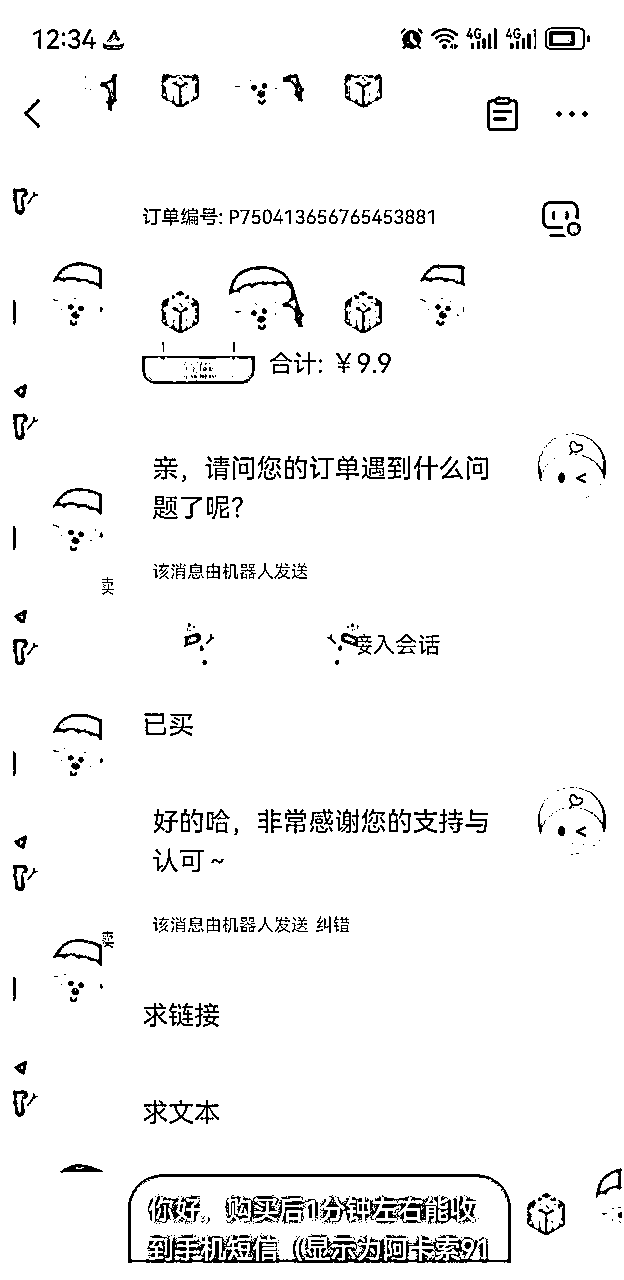 12:34
4G 4G
订单编号: P750413656765453881
合计: ￥9.9
亲，请问您的订单遇到什么问
题了呢?
该消息由机器人发送
卖
接入会话
已买
好的哈，非常感谢您的支持与
认可~
该消息由机器人发送 纠错
求链接
求文本
你好，购买后1分钟左右能收
到手机短信（显示为阿卡索91